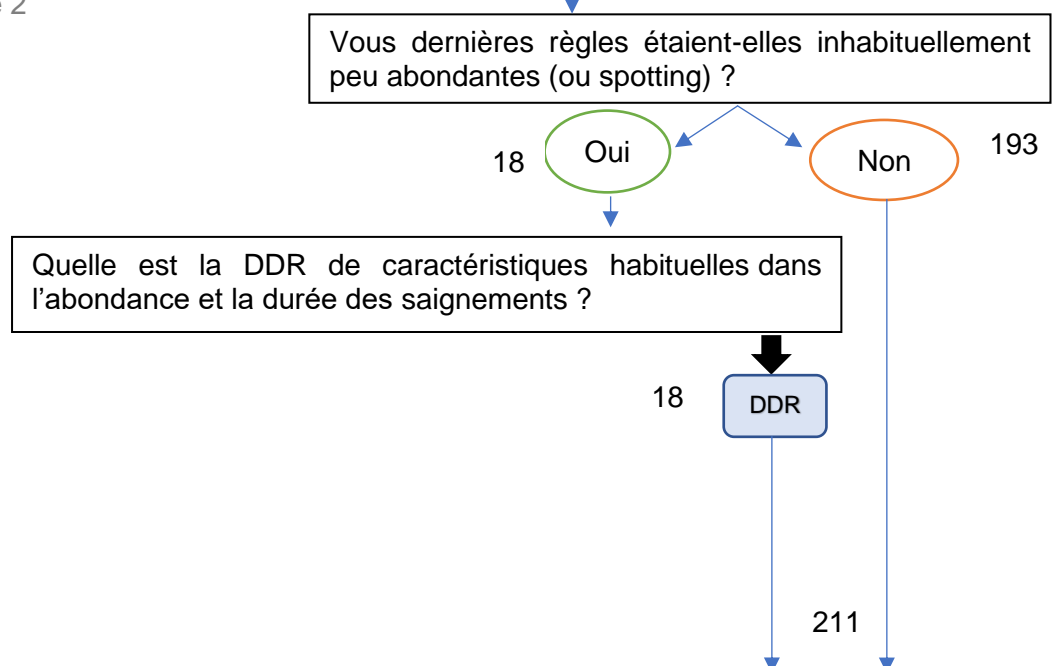 e 2
Vous dernières règles étaient-elles inhabituellement
peu abondantes (ou spotting) ?
18
Oui
Non
193
Quelle est la DDR de caractéristiques habituelles dans
l’abondance et la durée des saignements ?
18
DDR
211